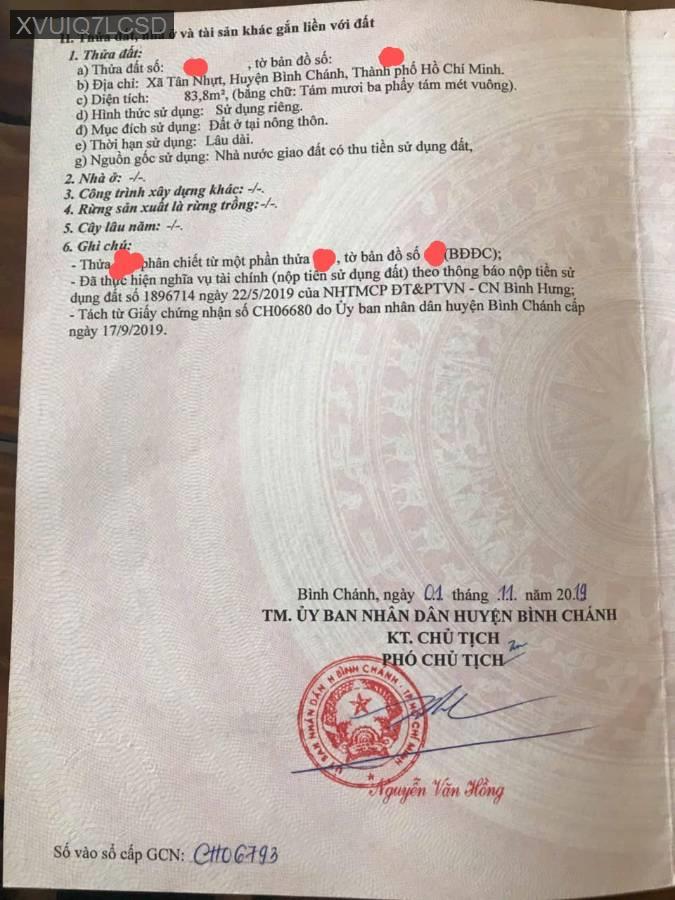 XVUIQ7LCSD
II. Thửa đất, nhà ở và tài sản khác gắn liền với đất
1. Thửa đất:
a) Thửa đất số: , tờ bản đồ số:
b) Địa chỉ: Xã Tân Nhựt, Huyện Bình Chánh, Thành phố Hồ Chí Minh.
c) Diện tích: 83,8m², (bằng chữ: Tám mươi ba phẩy tám mét vuông).
d) Hình thức sử dụng: Sử dụng riêng.
đ) Mục đích sử dụng: Đất ở tại nông thôn.
e) Thời hạn sử dụng: Lâu dài.
g) Nguồn gốc sử dụng: Nhà nước giao đất có thu tiền sử dụng đất,
2. Nhà ở: -/-.
3. Công trình xây dựng khác: -/-.
4. Rừng sản xuất là rừng trồng: -/-.
5. Cây lâu năm: -/-.
6. Ghi chú:
- Thửa phân chiết từ một phần thửa , tờ bản đồ số (BĐĐC);
- Đã thực hiện nghĩa vụ tài chính (nộp tiền sử dụng đất) theo thông báo nộp tiền sử
dụng đất số 1896714 ngày 22/5/2019 của NHTMCP ĐT&PTVN - CN Bình Hưng;
- Tách từ Giấy chứng nhận số CH06680 do Ủy ban nhân dân huyện Bình Chánh cấp
ngày 17/9/2019.
Bình Chánh, ngày 01 tháng 11 năm 2019
TM. ỦY BAN NHÂN DÂN HUYỆN BÌNH CHÁNH
KT. CHỦ TỊCH
PHÓ CHỦ TỊCH
ỦY BAN NHÂN DÂN H BÌNH CHÁNH - T.P HỒ CHÍ MINH
Nguyễn Văn Hồng
Số vào sổ cấp GCN: CH06793